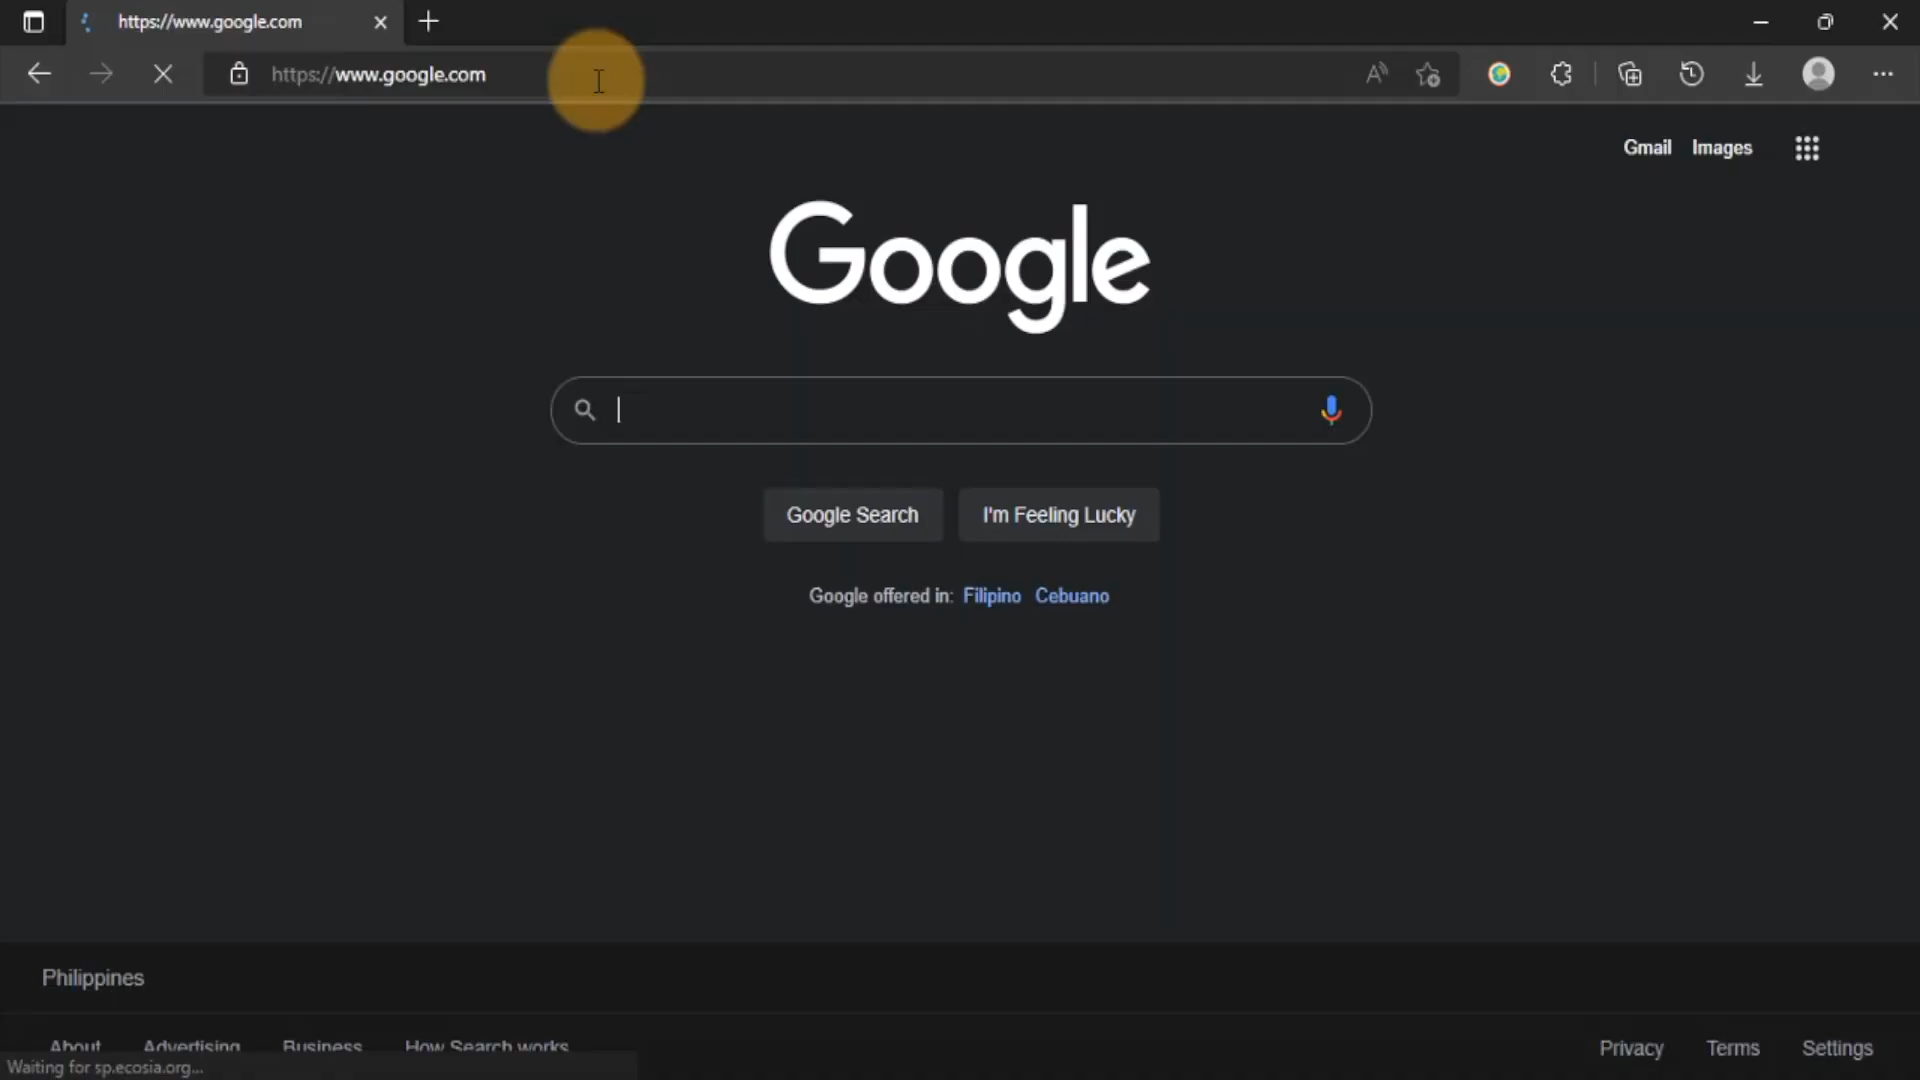 https://www.google.com
https://www.google.com
Gmail Images
Google
Google Search I'm Feeling Lucky
Google offered in: Filipino Cebuano
Philippines
About Advertising Business How Search works Privacy Terms Settings
Waiting for sp.ecosia.org...